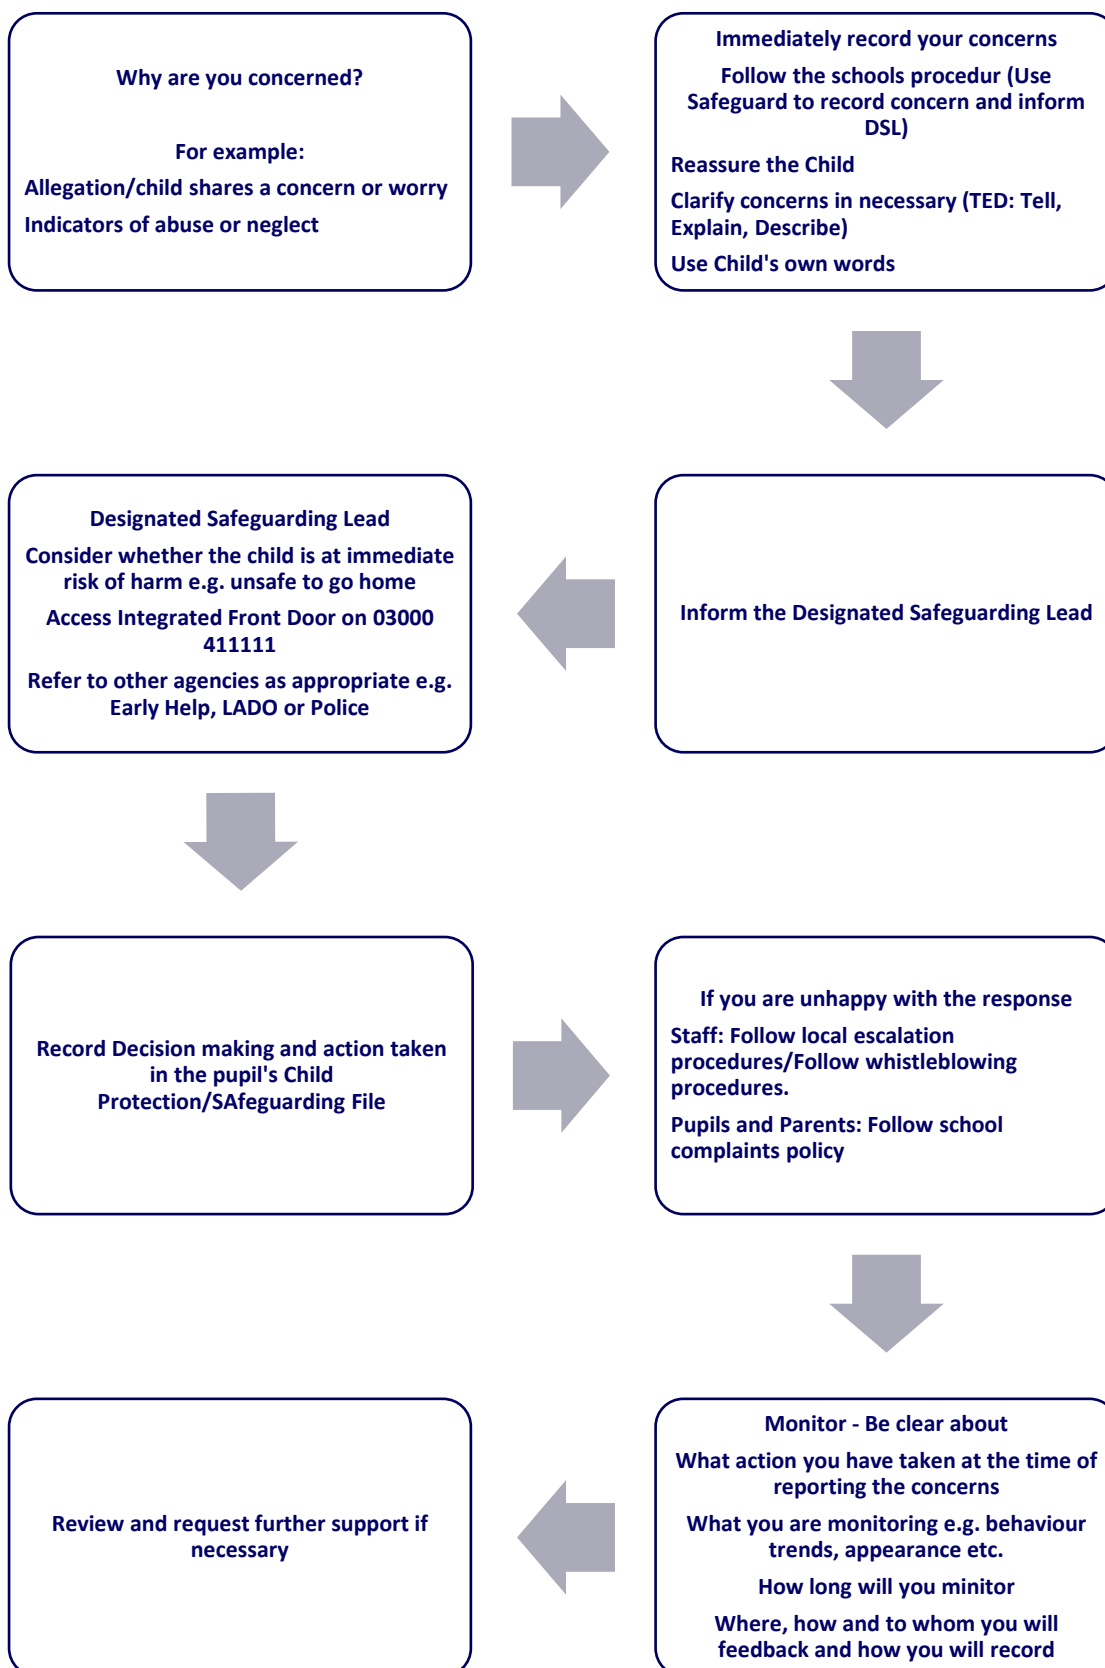 Why are you concerned?
For example:
Allegation/child shares a concern or worry
Indicators of abuse or neglect
Immediately record your concerns
Follow the schools procedur (Use
Safeguard to record concern and inform
DSL)
Reassure the Child
Clarify concerns in necessary (TED: Tell,
Explain, Describe)
Use Child's own words
Inform the Designated Safeguarding Lead
Designated Safeguarding Lead
Consider whether the child is at immediate
risk of harm e.g. unsafe to go home
Access Integrated Front Door on 03000
411111
Refer to other agencies as appropriate e.g.
Early Help, LADO or Police
Record Decision making and action taken
in the pupil's Child
Protection/SAfeguarding File
If you are unhappy with the response
Staff: Follow local escalation
procedures/Follow whistleblowing
procedures.
Pupils and Parents: Follow school
complaints policy
Monitor - Be clear about
What action you have taken at the time of
reporting the concerns
What you are monitoring e.g. behaviour
trends, appearance etc.
How long will you minitor
Where, how and to whom you will
feedback and how you will record
Review and request further support if
necessary